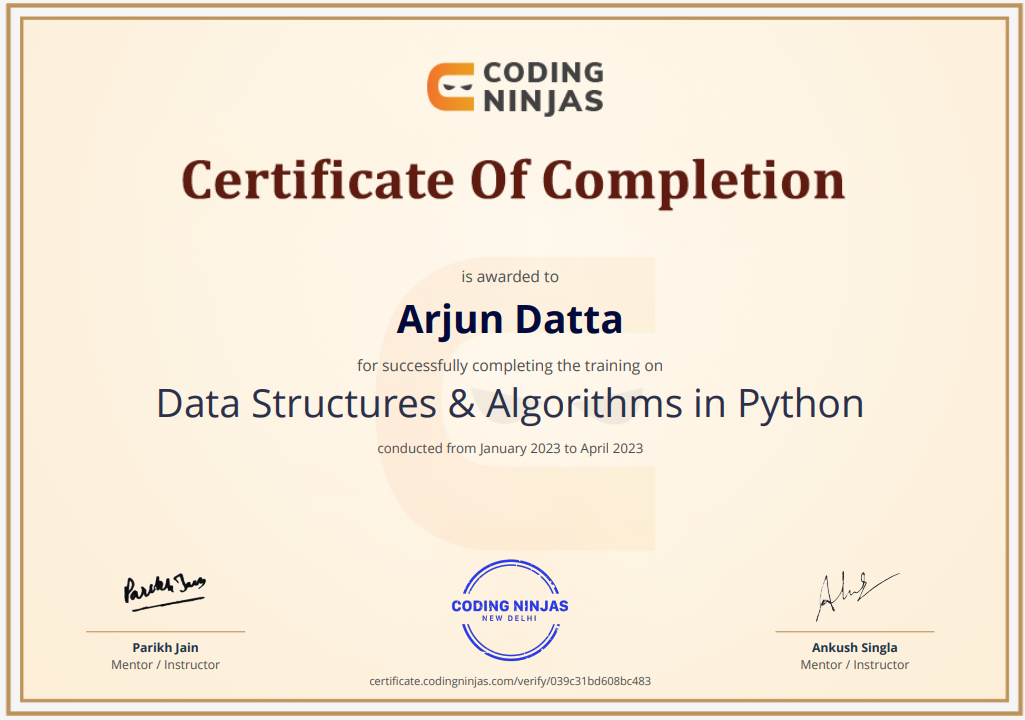 CODING
NINJAS
Certificate Of Completion
is awarded to
Arjun Datta
for successfully completing the training on
Data Structures & Algorithms in Python
conducted from January 2023 to April 2023
Parikh Jain
CODING NINJAS
NEW DELHI
Parikh Jain
Mentor / Instructor
Ankush Singla
Mentor / Instructor
certificate.codingninjas.com/verify/039c31bd608bc483